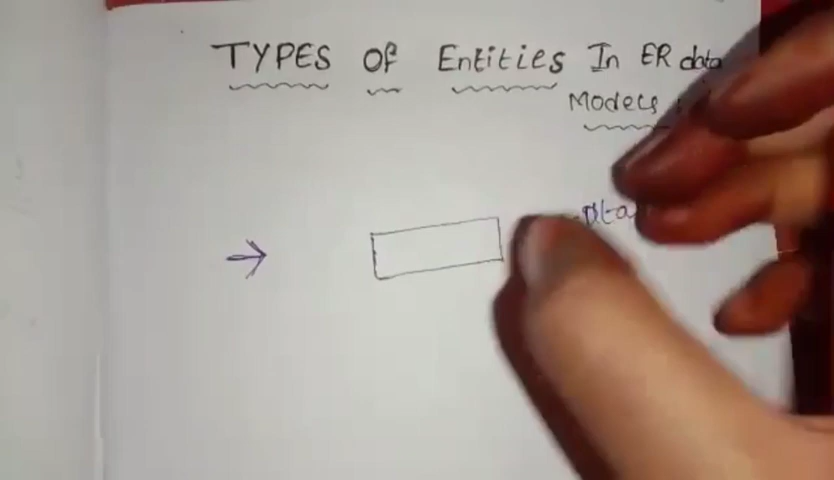 TYPES OF Entities In ER data
Models :